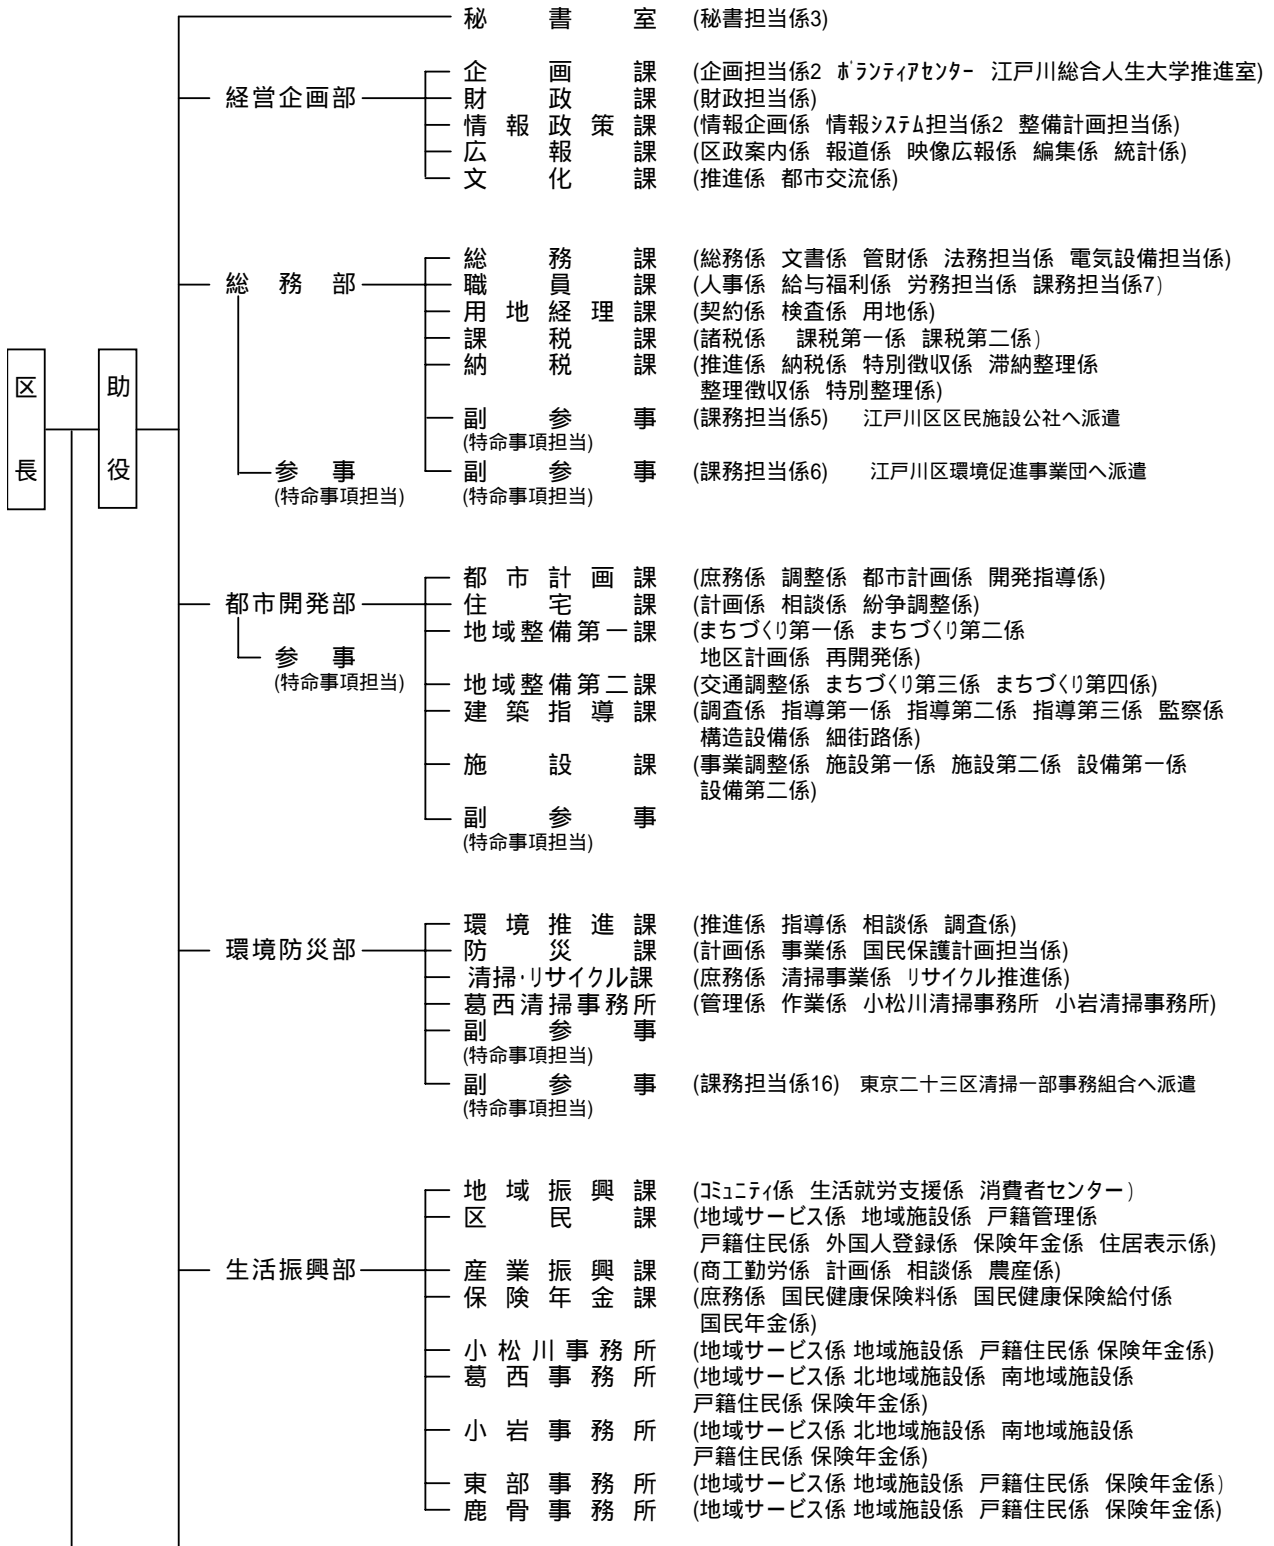 秘書室 (秘書担当係3)
企画課 (企画担当係2 ﾎﾞﾗﾝﾃｨｱｾﾝﾀｰ 江戸川総合人生大学推進室)
経営企画部 財政課 (財政担当係)
情報政策課 (情報企画係 情報ｼｽﾃﾑ担当係2 整備計画担当係)
広報課 (区政案内係 報道係 映像広報係 編集係 統計係)
文化課 (推進係 都市交流係)
総務課 (総務係 文書係 管財係 法務担当係 電気設備担当係)
総務部 職員課 (人事係 給与福利係 労務担当係 課務担当係7)
用地経理課 (契約係 検査係 用地係)
課税課 (諸税係 課税第一係 課税第二係)
納税課 (推進係 納税係 特別徴収係 滞納整理係
整理徴収係 特別整理係)
区長
助役
副参事 (課務担当係5) 江戸川区区民施設公社へ派遣
(特命事項担当)
参事 副参事 (課務担当係6) 江戸川区環境促進事業団へ派遣
(特命事項担当) (特命事項担当)
都市計画課 (庶務係 調整係 都市計画係 開発指導係)
都市開発部 住宅課 (計画係 相談係 紛争調整係)
地域整備第一課 (まちづくり第一係 まちづくり第二係
参事 地区計画係 再開発係)
(特命事項担当) 地域整備第二課 (交通調整係 まちづくり第三係 まちづくり第四係)
建築指導課 (調査係 指導第一係 指導第二係 指導第三係 監察係
構造設備係 細街路係)
施設課 (事業調整係 施設第一係 施設第二係 設備第一係
設備第二係)
副参事
(特命事項担当)
環境推進課 (推進係 指導係 相談係 調査係)
環境防災部 防災課 (計画係 事業係 国民保護計画担当係)
清掃・リサイクル課 (庶務係 清掃事業係 リサイクル推進係)
葛西清掃事務所 (管理係 作業係 小松川清掃事務所 小岩清掃事務所)
副参事
(特命事項担当)
副参事 (課務担当係16) 東京二十三区清掃一部事務組合へ派遣
(特命事項担当)
地域振興課 (ｺﾐｭﾆﾃｨ係 生活就労支援係 消費者センター)
区民課 (地域サービス係 地域施設係 戸籍管理係
戸籍住民係 外国人登録係 保険年金係 住居表示係)
生活振興部 産業振興課 (商工勤労係 計画係 相談係 農産係)
保険年金課 (庶務係 国民健康保険料係 国民健康保険給付係
国民年金係)
小松川事務所 (地域サービス係 地域施設係 戸籍住民係 保険年金係)
葛西事務所 (地域サービス係 北地域施設係 南地域施設係
戸籍住民係 保険年金係)
小岩事務所 (地域サービス係 北地域施設係 南地域施設係
戸籍住民係 保険年金係)
東部事務所 (地域サービス係 地域施設係 戸籍住民係 保険年金係)
鹿骨事務所 (地域サービス係 地域施設係 戸籍住民係 保険年金係)